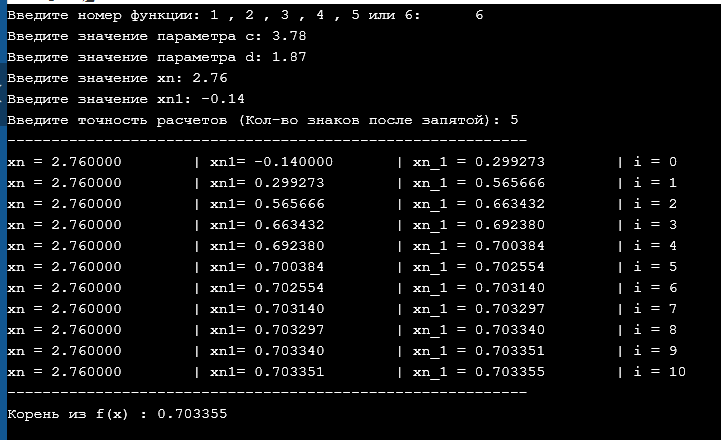 Введите номер функции: 1 , 2 , 3 , 4 , 5 или 6: 6
Введите значение параметра c: 3.78
Введите значение параметра d: 1.87
Введите значение xn: 2.76
Введите значение xn1: -0.14
Введите точность расчетов (Кол-во знаков после запятой): 5
------------------------------------------------------------
xn = 2.760000 | xn1= -0.140000 | xn_1 = 0.299273 | i = 0
xn = 2.760000 | xn1= 0.299273 | xn_1 = 0.565666 | i = 1
xn = 2.760000 | xn1= 0.565666 | xn_1 = 0.663432 | i = 2
xn = 2.760000 | xn1= 0.663432 | xn_1 = 0.692380 | i = 3
xn = 2.760000 | xn1= 0.692380 | xn_1 = 0.700384 | i = 4
xn = 2.760000 | xn1= 0.700384 | xn_1 = 0.702554 | i = 5
xn = 2.760000 | xn1= 0.702554 | xn_1 = 0.703140 | i = 6
xn = 2.760000 | xn1= 0.703140 | xn_1 = 0.703297 | i = 7
xn = 2.760000 | xn1= 0.703297 | xn_1 = 0.703340 | i = 8
xn = 2.760000 | xn1= 0.703340 | xn_1 = 0.703351 | i = 9
xn = 2.760000 | xn1= 0.703351 | xn_1 = 0.703355 | i = 10
------------------------------------------------------------
Корень из f(x) : 0.703355